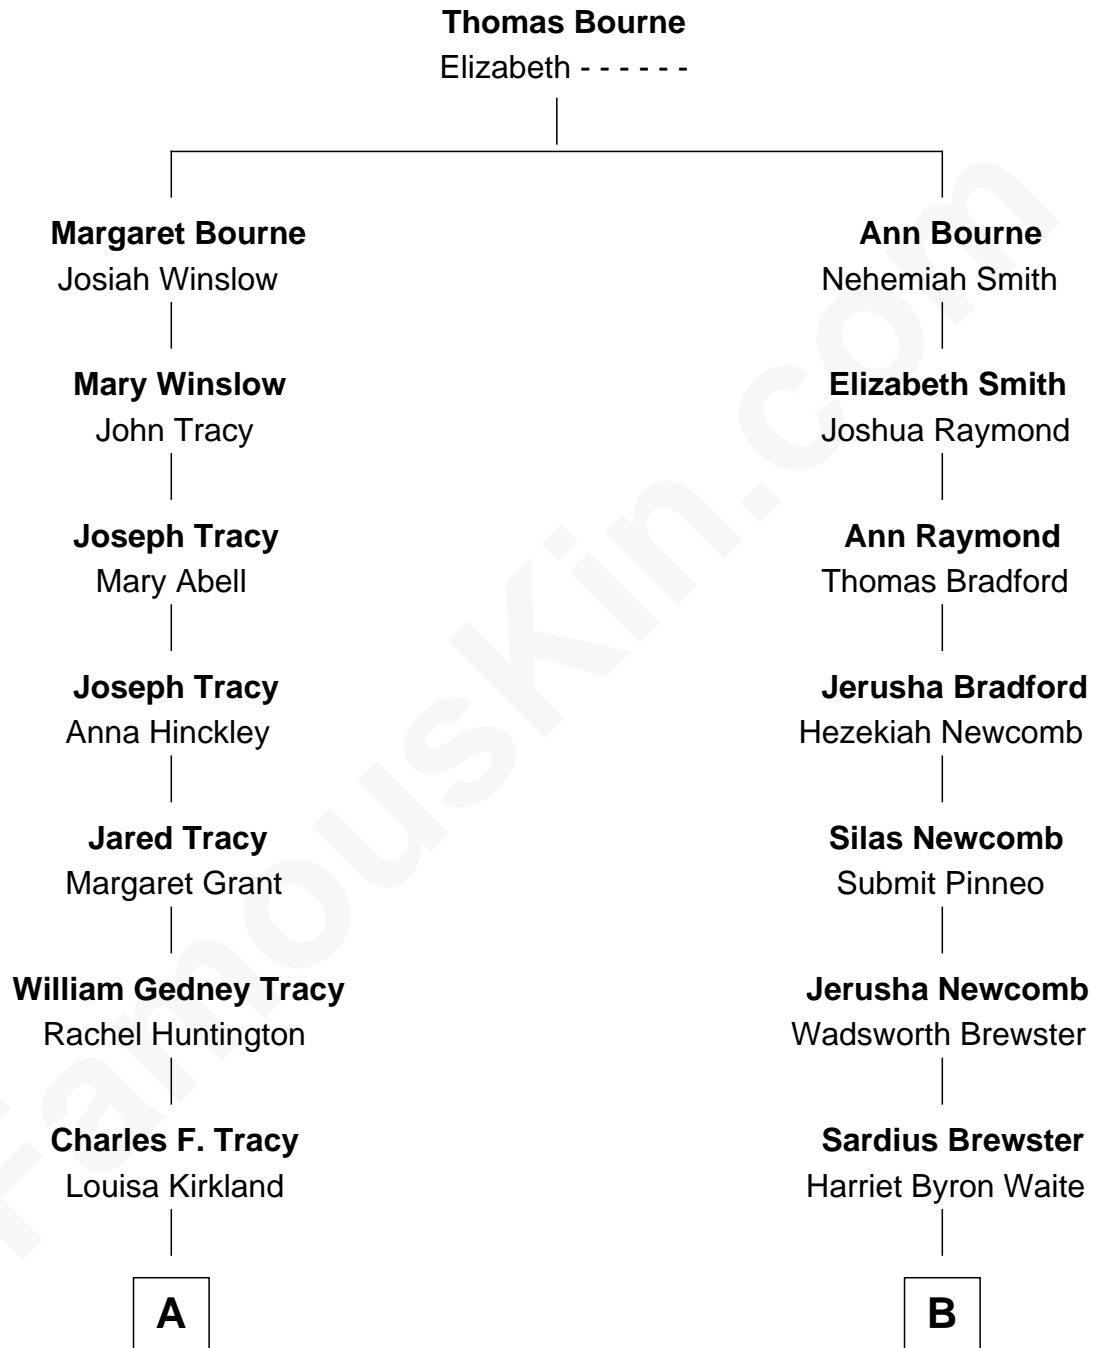 Thomas Bourne
Elizabeth - - - - - -
Margaret Bourne
Josiah Winslow
Ann Bourne
Nehemiah Smith
Mary Winslow
John Tracy
Elizabeth Smith
Joshua Raymond
Joseph Tracy
Mary Abell
Ann Raymond
Thomas Bradford
Joseph Tracy
Anna Hinckley
Jerusha Bradford
Hezekiah Newcomb
Jared Tracy
Margaret Grant
Silas Newcomb
Submit Pinneo
William Gedney Tracy
Rachel Huntington
Jerusha Newcomb
Wadsworth Brewster
Charles F. Tracy
Louisa Kirkland
Sardius Brewster
Harriet Byron Waite
A
B
FamousKin.com